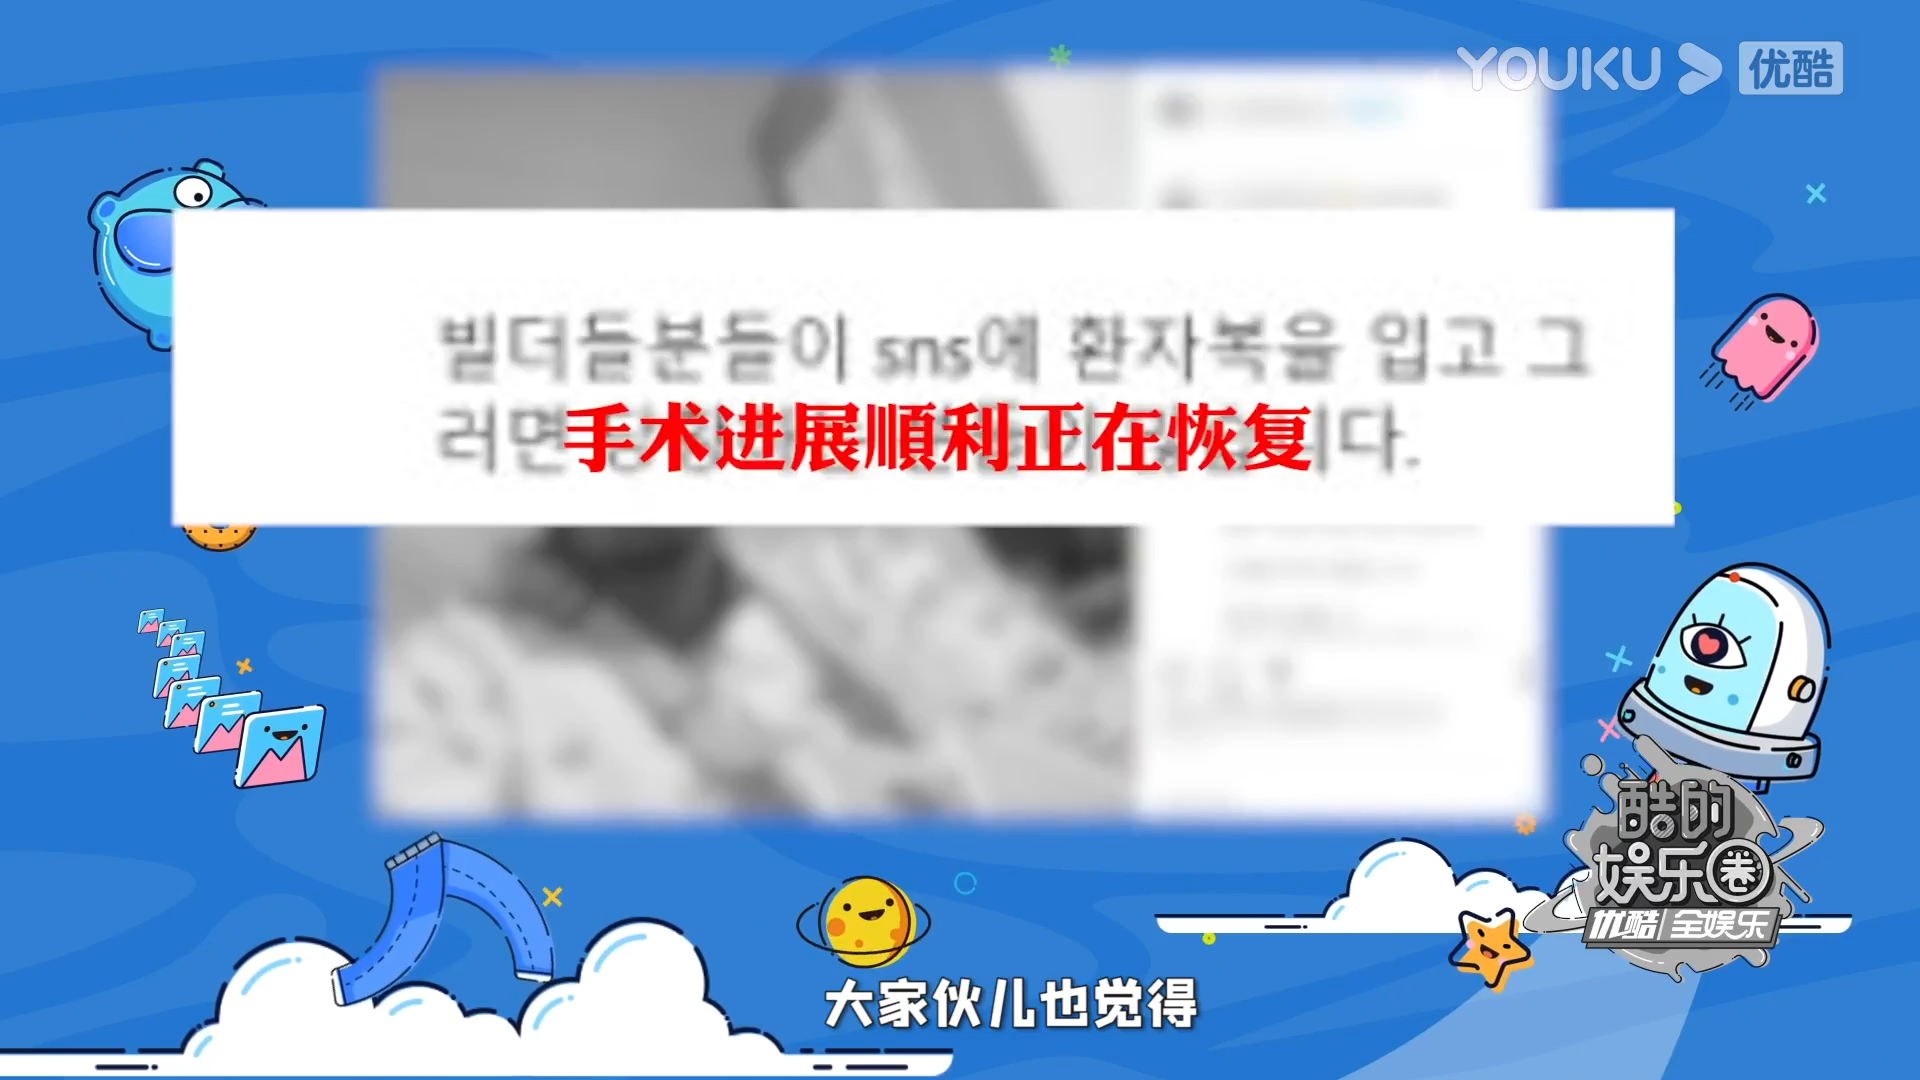 YOUKU 优酷
빌더들분들이 sns에 환자복을 입고 그
러면
다.
手术进展順利正在恢复
酷的
娱乐圈
优酷|全娱乐
大家伙儿也觉得